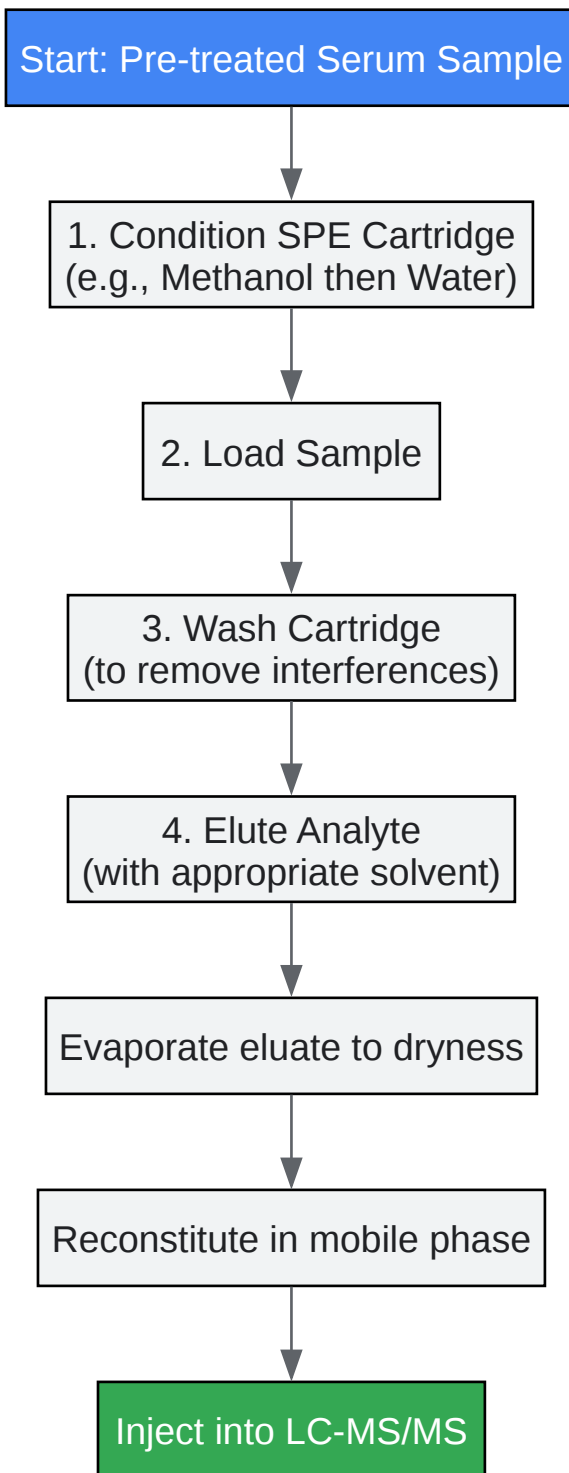 Start: Pre-treated Serum Sample
1. Condition SPE Cartridge
(e.g., Methanol then Water)
2. Load Sample
3. Wash Cartridge
(to remove interferences)
4. Elute Analyte
(with appropriate solvent)
Evaporate eluate to dryness
Reconstitute in mobile phase
Inject into LC-MS/MS